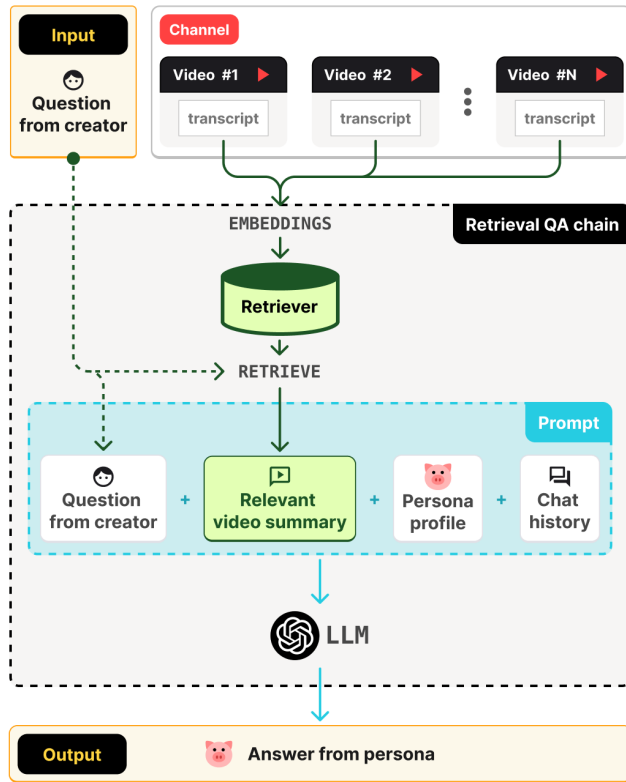 Input
Question
from creator
Channel
Video #1
transcript
Video #2
transcript
Video #N
transcript
Retrieval QA chain
EMBEDDINGS
Retriever
RETRIEVE
Prompt
Question
from creator
+
Relevant
video summary
+
Persona
profile
+
Chat
history
LLM
Output
Answer from persona